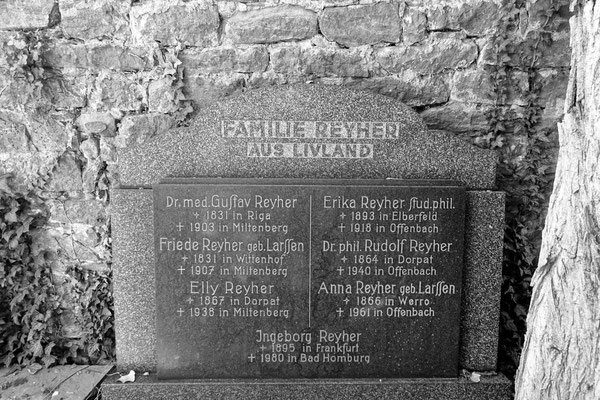 FAMILIE REYHER
AUS LIVLAND
Dr. med. Gustav Reyher
+ 1831 in Riga
+ 1903 in Miltenberg
Friede Reyher geb. Larssen
+ 1831 in Wittenhof
+ 1907 in Miltenberg
Elly Reyher
+ 1867 in Dorpat
+ 1938 in Miltenberg
Erika Reyher stud. phil.
+ 1893 in Elberfeld
+ 1918 in Offenbach
Dr. phil. Rudolf Reyher
+ 1864 in Dorpat
+ 1940 in Offenbach
Anna Reyher geb. Larssen
+ 1866 in Werro
+ 1961 in Offenbach
Ingeborg Reyher
+ 1895 in Frankfurt
+ 1980 in Bad Homburg